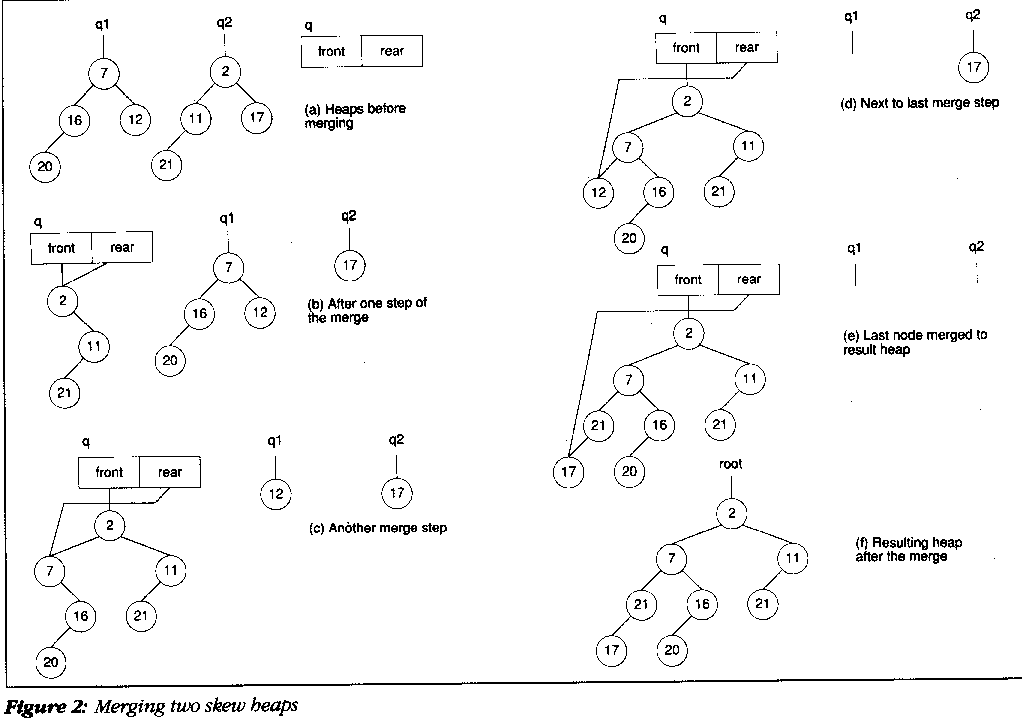 q1 q2 q
front rear
7 2
16 12 11 17
20 21
(a) Heaps before
merging
q q1 q2
front rear
2 7 17
11 16 12
21 20
(b) After one step of
the merge
q q1 q2
front rear
2 12 17
7 11
16 21
20
(c) Another merge step
q q1 q2
front rear
2 17
7 11
12 16 21
20
(d) Next to last merge step
q q1 q2
front rear
2
7 11
21 16 21
17 20
(e) Last node merged to
result heap
root
2
7 11
21 16 21
17 20
(f) Resulting heap
after the merge
Figure 2: Merging two skew heaps